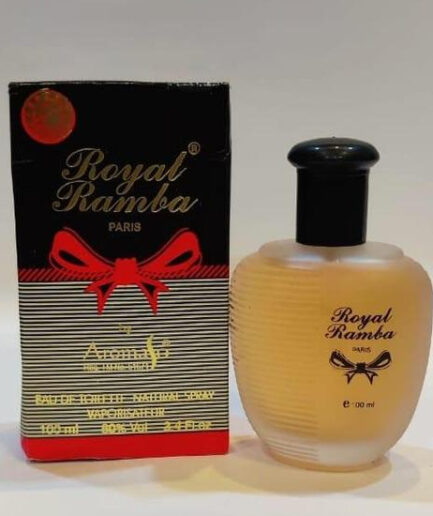 Royal®
Ramba
PARIS
by
Aroma
EAU DE TOILETTE - NATURAL SPRAY
VAPORISATEUR
100 ml 80% Vol. 3.4 Fl.oz
Royal
Ramba
PARIS
e 100 ml